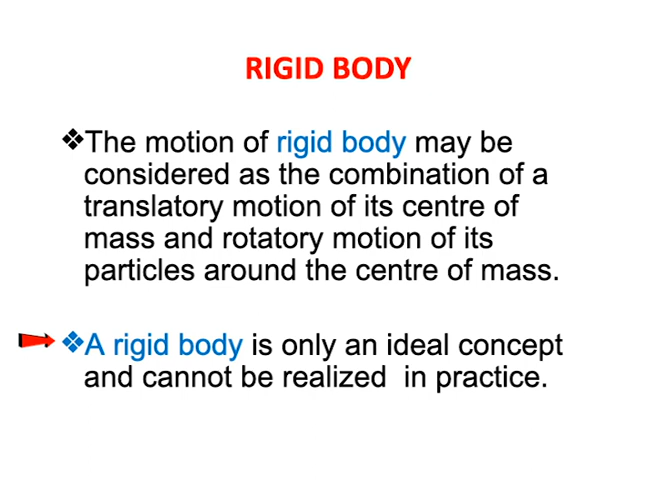 RIGID BODY
❖The motion of rigid body may be
considered as the combination of a
translatory motion of its centre of
mass and rotatory motion of its
particles around the centre of mass.
❖A rigid body is only an ideal concept
and cannot be realized in practice.